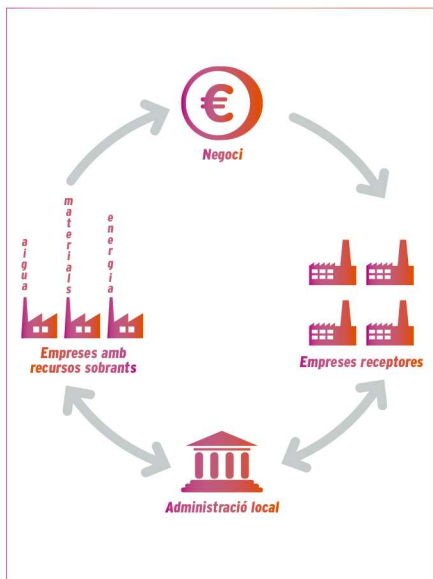 €
Negoci
aigua
materials
energia
Empreses amb
recursos sobrants
Empreses receptores
Administració local